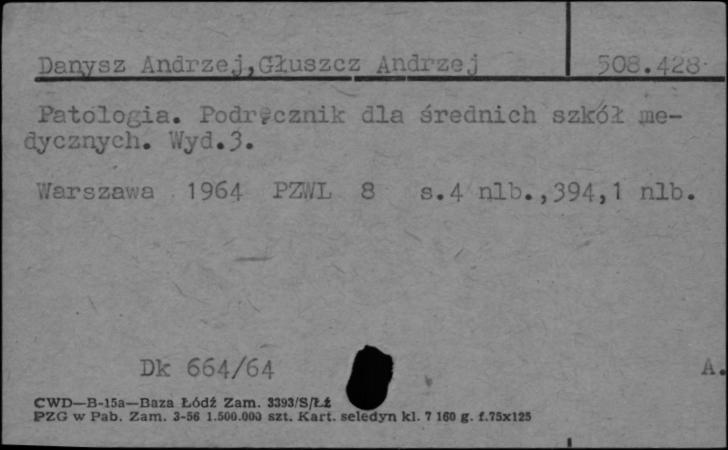 Danysz Andrzej,Głuszcz Andrzej 508.428
Patologia. Podręcznik dla średnich szkół me-
dycznych. Wyd.3.
Warszawa 1964 PZWL 8 s.4 nlb.,394,1 nlb.
Dk 664/64 A.
CWD—B-15a—Baza Łódź Zam. 3393/S/Łź
PZG w Pab. Zam. 3-56 1.500.000 szt. Kart. seledyn kl. 7 160 g. f.75x125